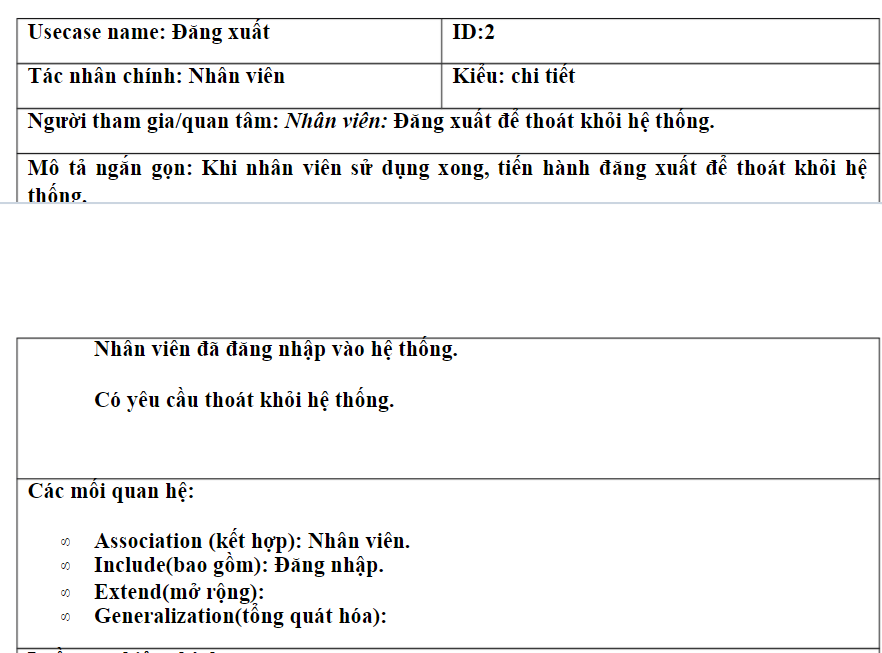 Usecase name: Đăng xuất ID:2
Tác nhân chính: Nhân viên Kiểu: chi tiết
Người tham gia/quan tâm: Nhân viên: Đăng xuất để thoát khỏi hệ thống.
Mô tả ngắn gọn: Khi nhân viên sử dụng xong, tiến hành đăng xuất để thoát khỏi hệ
thống.
Nhân viên đã đăng nhập vào hệ thống.
Có yêu cầu thoát khỏi hệ thống.
Các mối quan hệ:
Association (kết hợp): Nhân viên.
Include(bao gồm): Đăng nhập.
Extend(mở rộng):
Generalization(tổng quát hóa):